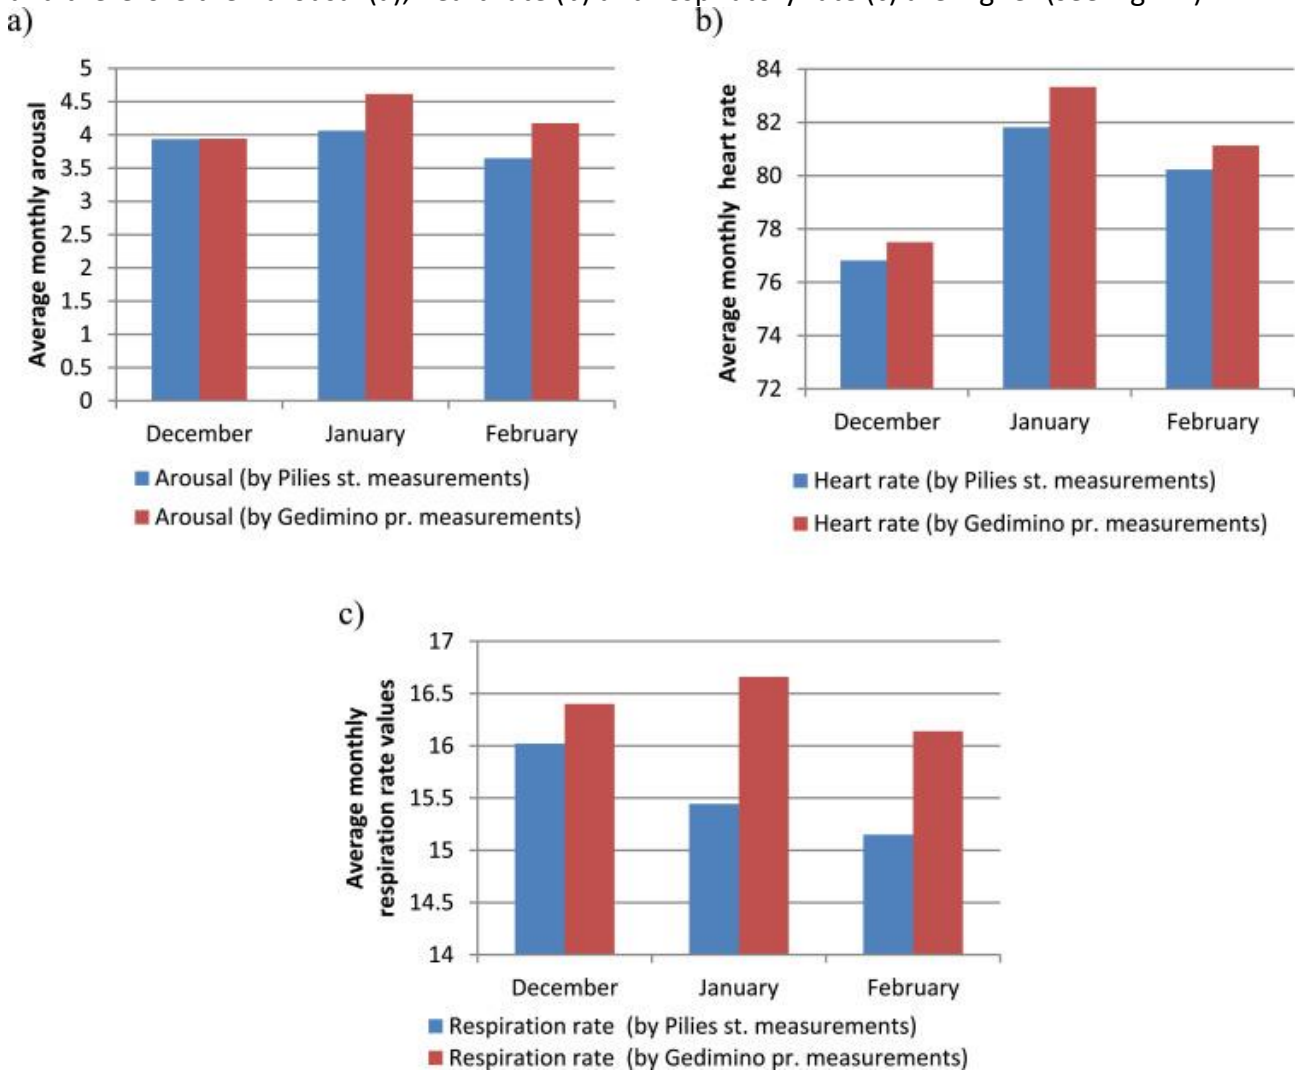 a)
Average monthly arousal
5
4.5
4
3.5
3
2.5
2
1.5
1
0.5
0
December January February
Arousal (by Pilies st. measurements)
Arousal (by Gedimino pr. measurements)
b)
Average monthly heart rate
84
82
80
78
76
74
72
December January February
Heart rate (by Pilies st. measurements)
Heart rate (by Gedimino pr. measurements)
c)
Average monthly
respiration rate values
17
16.5
16
15.5
15
14.5
14
December January February
Respiration rate (by Pilies st. measurements)
Respiration rate (by Gedimino pr. measurements)